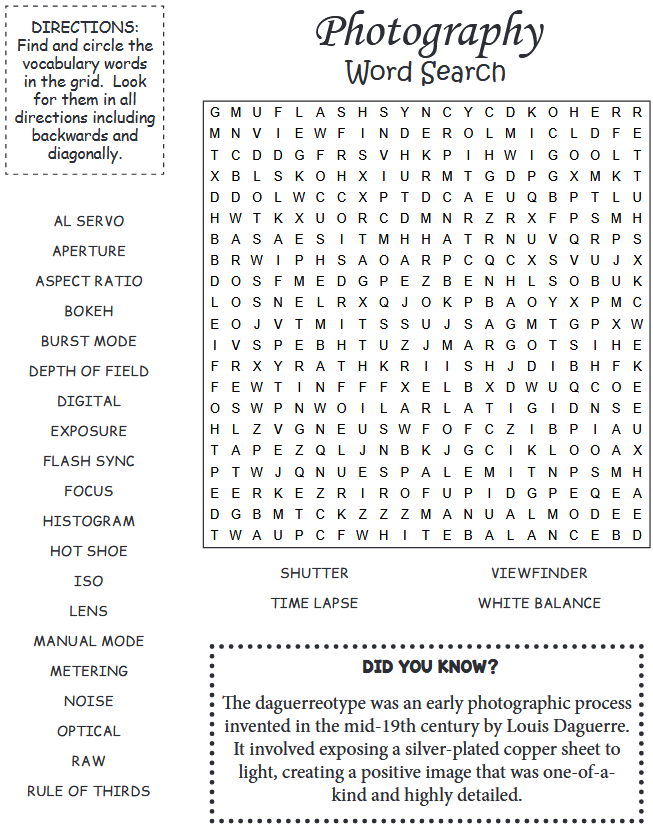 DIRECTIONS:
Find and circle the
vocabulary words
in the grid. Look
for them in all
directions including
backwards and
diagonally.
Photography
Word Search
G M U F L A S H S Y N C Y C D K O H E R R
M N V I E W F I N D E R O L M I C L D F E
T C D D G F R S V H K P I H W I G O O L T
X B L S K O H X I U R M T G D P G X M K T
D D O L W C C X P T D C A E U Q B P T L U
H W T K X U O R C D M N R Z R X F P S M H
B A S A E S I T M H H A T R N U V Q R P S
B R W I P H S A O A R P C Q C X S V U J X
D O S F M E D G P E Z B E N H L S O B U K
L O S N E L R X Q J O K P B A O Y X P M C
E O J V T M I T S S U J S A G M T G P X W
I V S P E B H T U Z J M A R G O T S I H E
F R X Y R A T H K R I I S H J D I B H F K
F E W T I N F F F X E L B X D W U Q C O E
O S W P N W O I L A R L A T I G I D N S E
H L Z V G N E U S W F O F C Z I B P I A U
T A P E Z Q L J N B K J G C I K L O O A X
P T W J Q N U E S P A L E M I T N P S M H
E E R K E Z R I R O F U P I D G P E Q E A
D G B M T C K Z Z Z M A N U A L M O D E E
T W A U P C F W H I T E B A L A N C E B D
AL SERVO
APERTURE
ASPECT RATIO
BOKEH
BURST MODE
DEPTH OF FIELD
DIGITAL
EXPOSURE
FLASH SYNC
FOCUS
HISTOGRAM
HOT SHOE
ISO
LENS
MANUAL MODE
METERING
NOISE
OPTICAL
RAW
RULE OF THIRDS
SHUTTER
VIEWFINDER
TIME LAPSE
WHITE BALANCE
DID YOU KNOW?
The daguerreotype was an early photographic process
invented in the mid-19th century by Louis Daguerre.
It involved exposing a silver-plated copper sheet to
light, creating a positive image that was one-of-a-
kind and highly detailed.